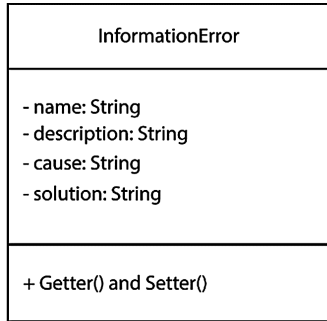 InformationError
- name: String
- description: String
- cause: String
- solution: String
+ Getter() and Setter()